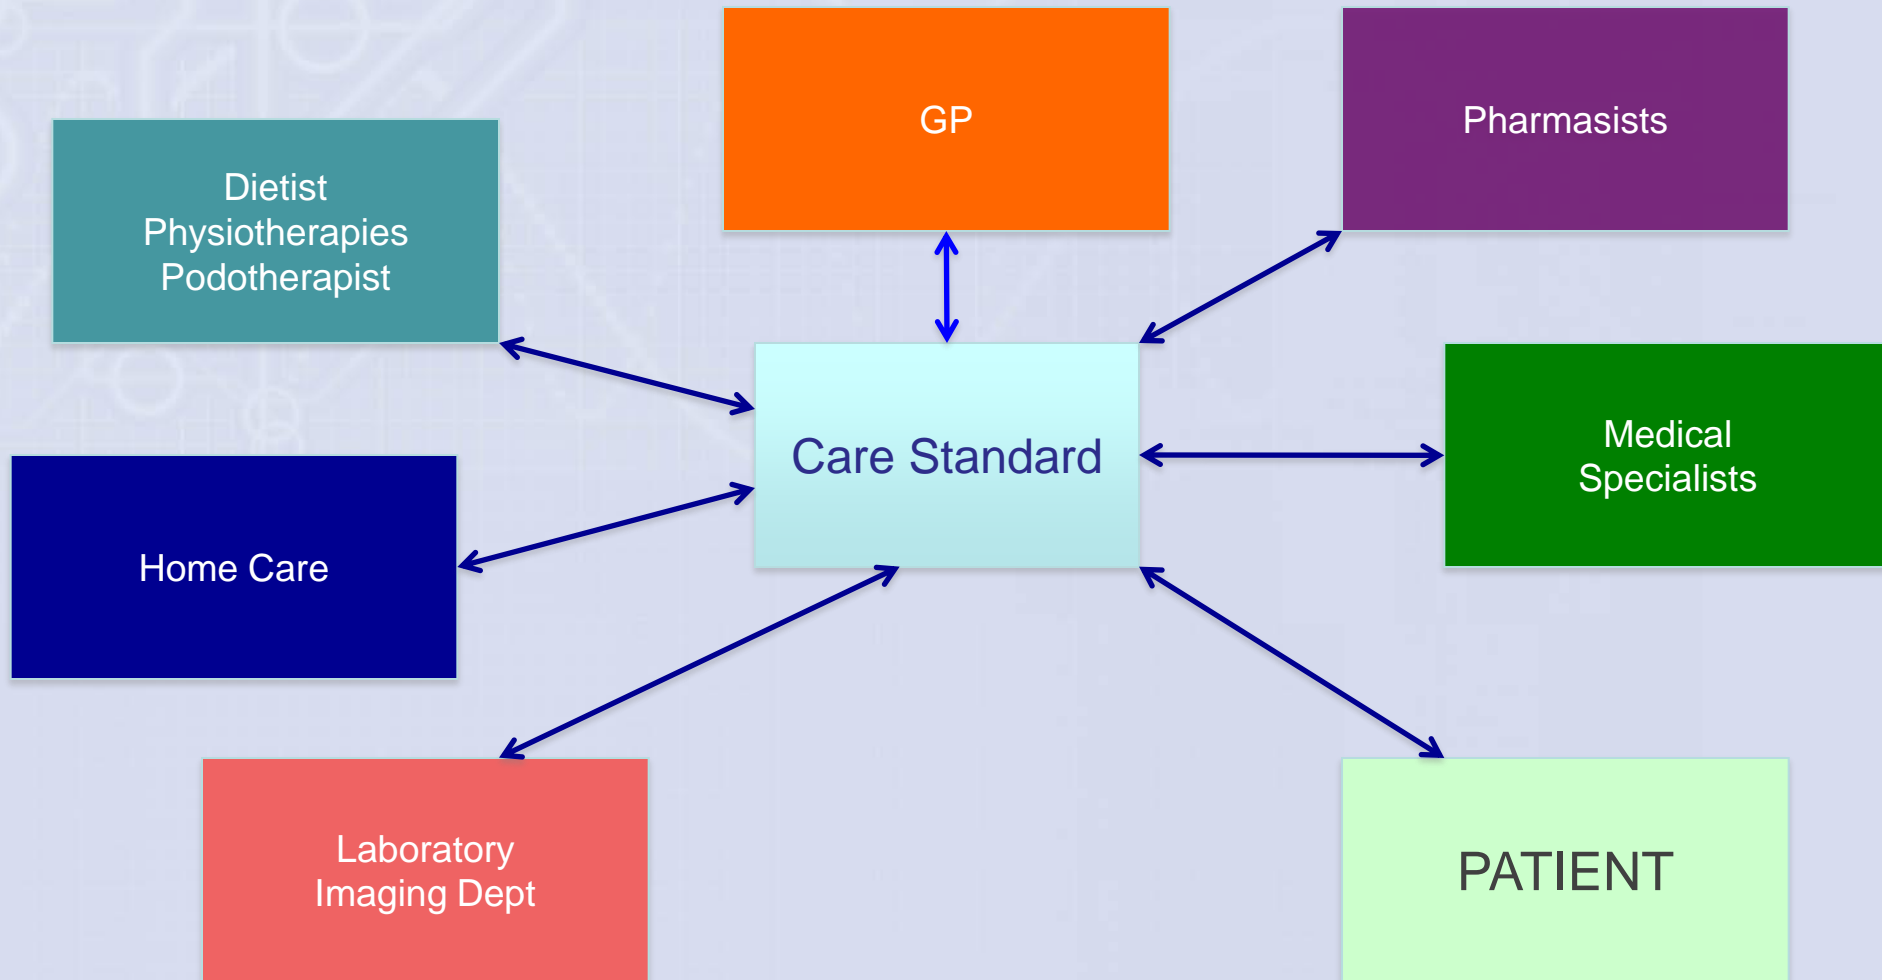 GP
Pharmasists
Dietist
Physiotherapies
Podotherapist
Care Standard
Medical
Specialists
Home Care
Laboratory
Imaging Dept
PATIENT